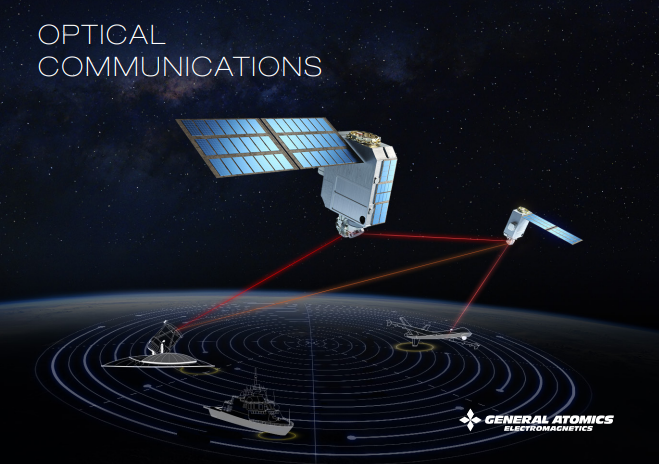 OPTICAL
COMMUNICATIONS
GENERAL ATOMICS
ELECTROMAGNETICS